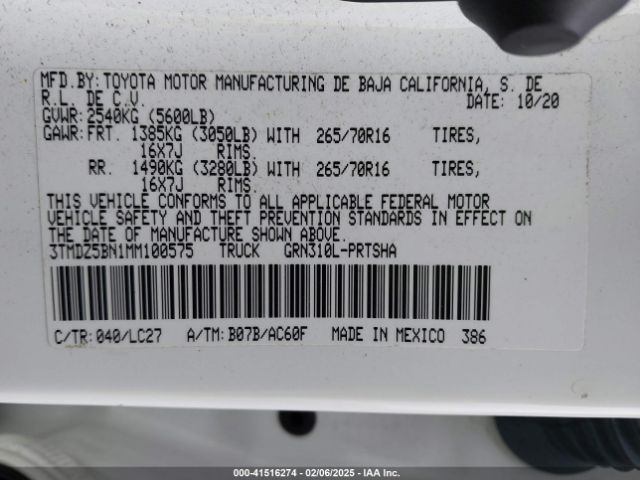 MFD.BY:TOYOTA MOTOR MANUFACTURING DE BAJA CALIFORNIA, S. DE
R.L. DE C.V. DATE: 10/20
GVWR:2540KG (5600LB)
GAWR:FRT. 1385KG (3050LB) WITH 265/70R16 TIRES,
16X7J RIMS.
RR. 1490KG (3280LB) WITH 265/70R16 TIRES,
16X7J RIMS.
THIS VEHICLE CONFORMS TO ALL APPLICABLE FEDERAL MOTOR
VEHICLE SAFETY AND THEFT PREVENTION STANDARDS IN EFFECT ON
THE DATE OF MANUFACTURE SHOWN ABOVE.
3TMDZ5BN1MM100575 TRUCK GRN310L-PRTSHA
C/TR:040/LC27 A/TM:B07B/AC60F MADE IN MEXICO 386
000-41516274 | 02/06/2025 | IAA Inc.